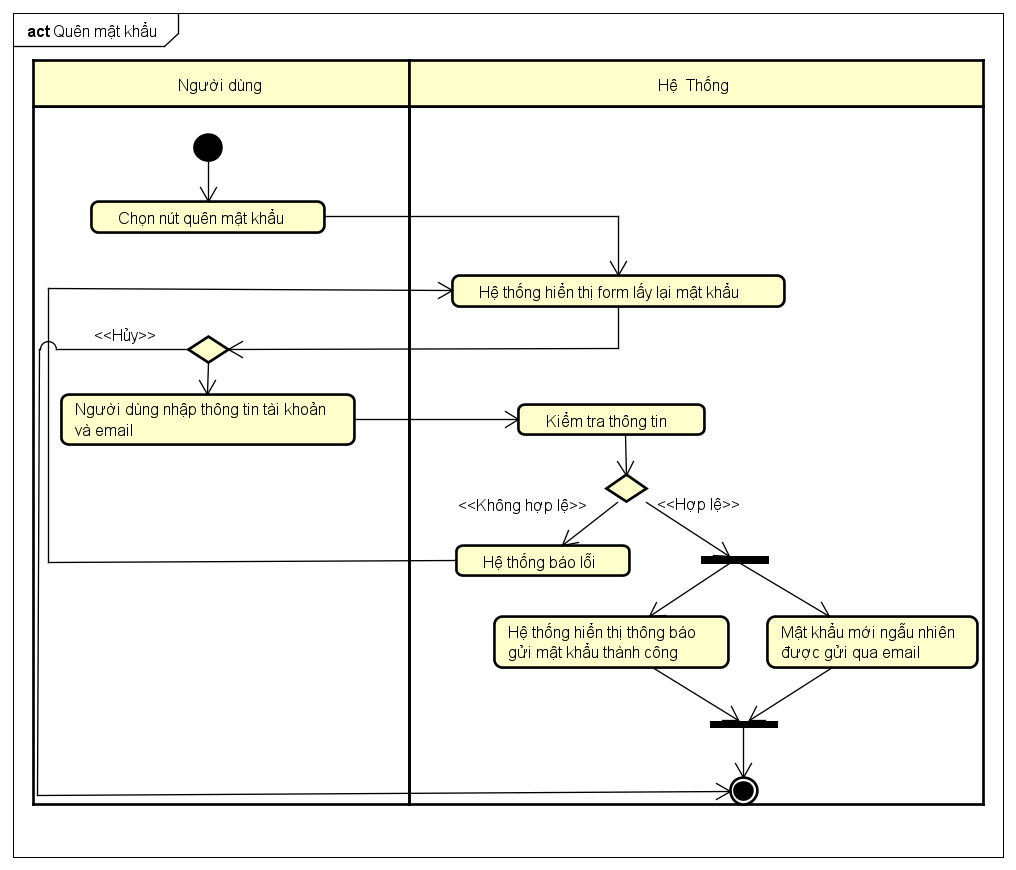 act Quên mật khẩu
Người dùng
Hệ Thống
Chọn nút quên mật khẩu
Hệ thống hiển thị form lấy lại mật khẩu
<<Hủy>>
Người dùng nhập thông tin tài khoản
và email
Kiểm tra thông tin
<<Không hợp lệ>>
<<Hợp lệ>>
Hệ thống báo lỗi
Hệ thống hiển thị thông báo
gửi mật khẩu thành công
Mật khẩu mới ngẫu nhiên
được gửi qua email